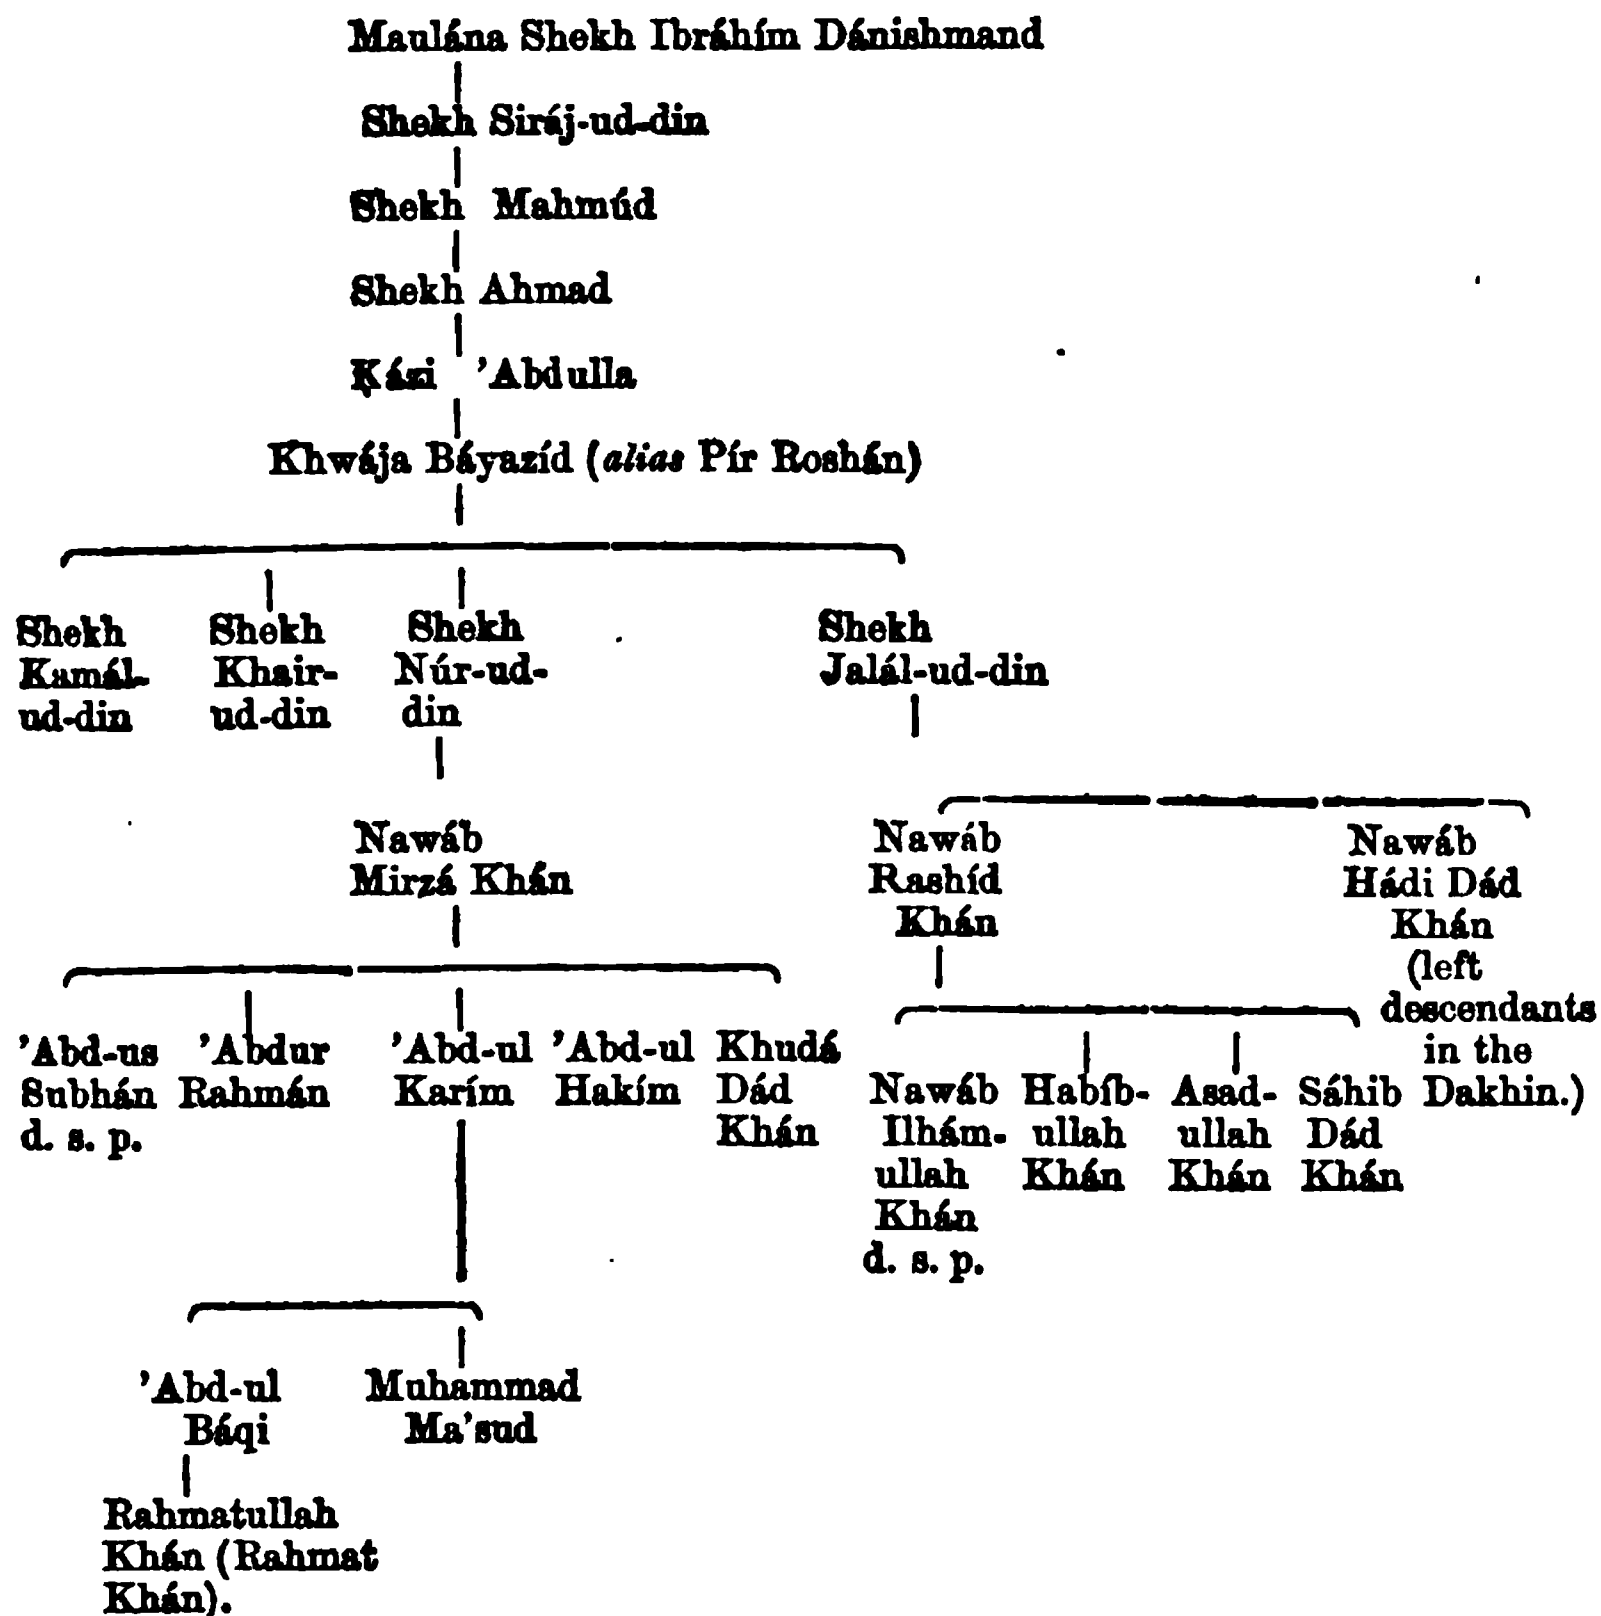 Maulána Shekh Ibráhím Dánishmand
Shekh Siráj-ud-din
Shekh Mahmúd
Shekh Ahmad
Ḳázi ’Abdulla
Khwája Báyazíd (alias Pír Roshán)
Shekh
Kamál-
ud-din
Shekh
Khair-
ud-din
Shekh
Núr-ud-
din
Shekh
Jalál-ud-din
Nawáb
Mirzá Khán
Nawáb
Rashíd
Khán
Nawáb
Hádi Dád
Khán
(left
descendants
in the
Dakhin.)
’Abd-us
Subhán
d. s. p.
’Abdur
Rahmán
’Abd-ul
Karím
’Abd-ul
Hakím
Khudá
Dád
Khán
Nawáb
Ilhám-
ullah
Khán
d. s. p.
Habíb-
ullah
Khán
Asad-
ullah
Khán
Sáhib
Dád
Khán
’Abd-ul
Báqi
Muhammad
Ma’sud
Rahmatullah
Khán (Rahmat
Khán).